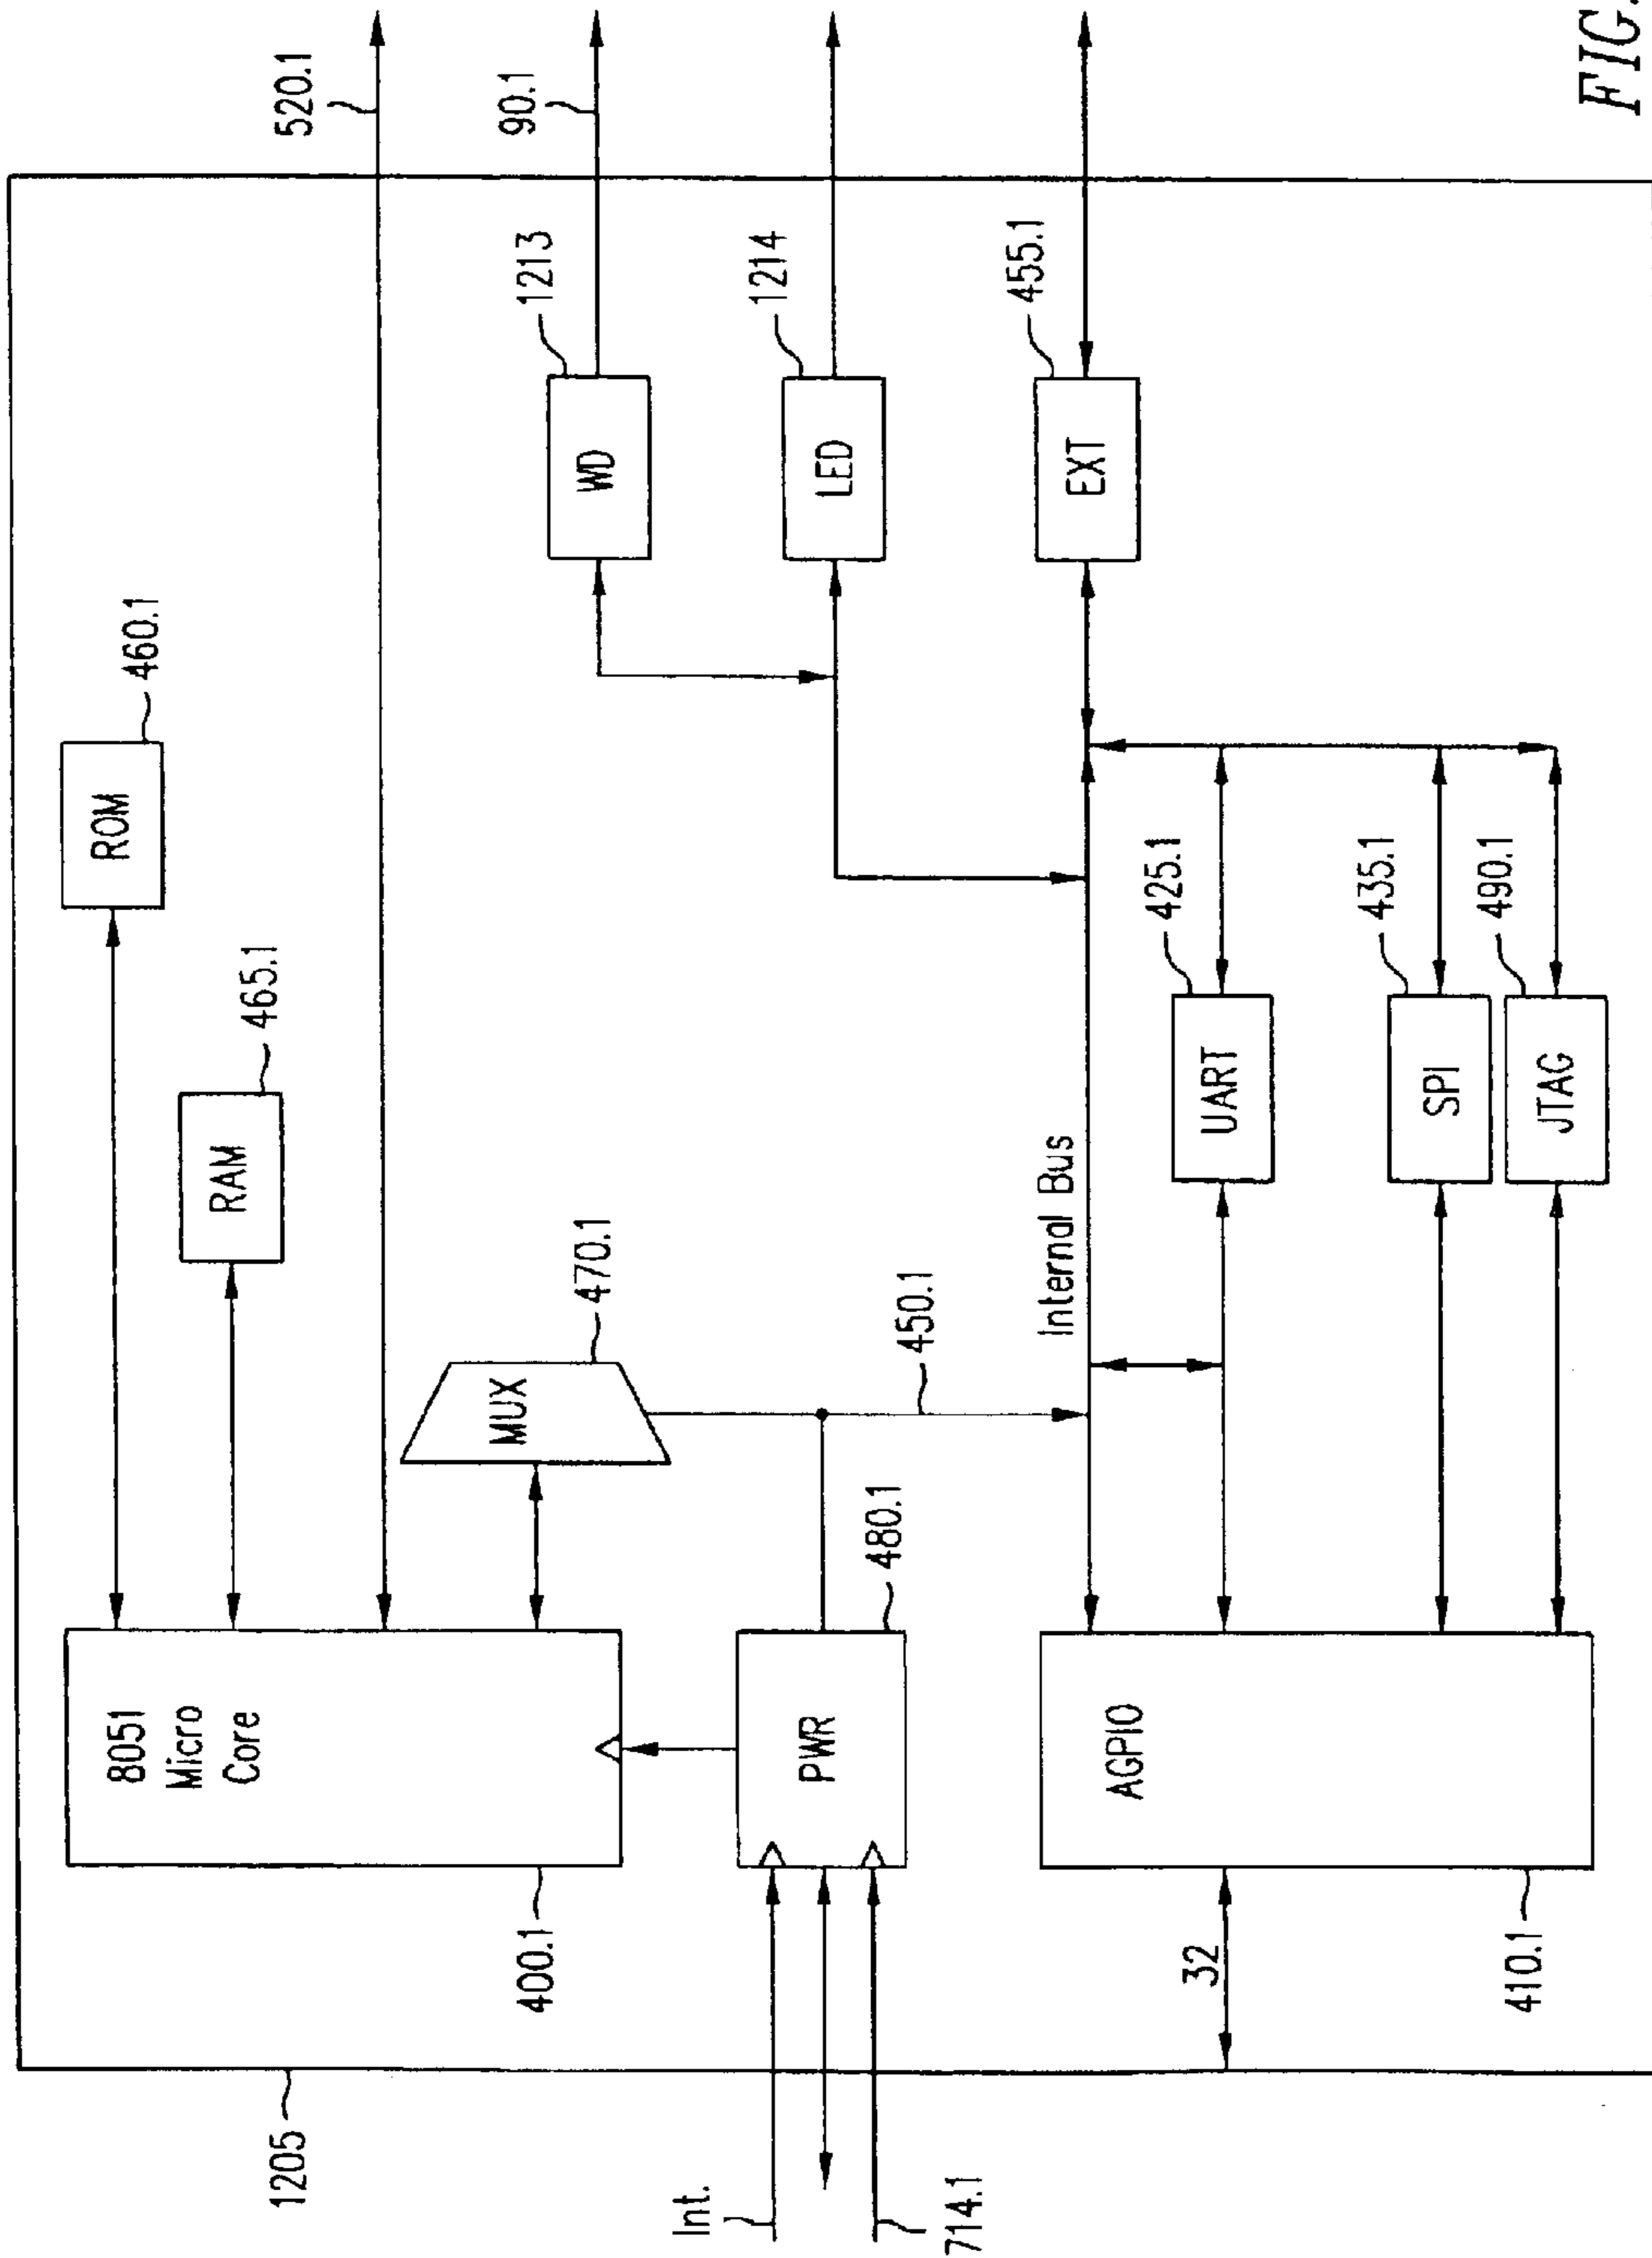 520.1
90.1
ROM
460.1
RAM
465.1
WD
1213
LED
1214
EXT
455.1
MUX
470.1
450.1
Internal Bus
UART
425.1
SPI
435.1
JTAG
490.1
8051
Micro
Core
400.1
PWR
480.1
AGPIO
410.1
32
1205
Int.
714.1
FIG.